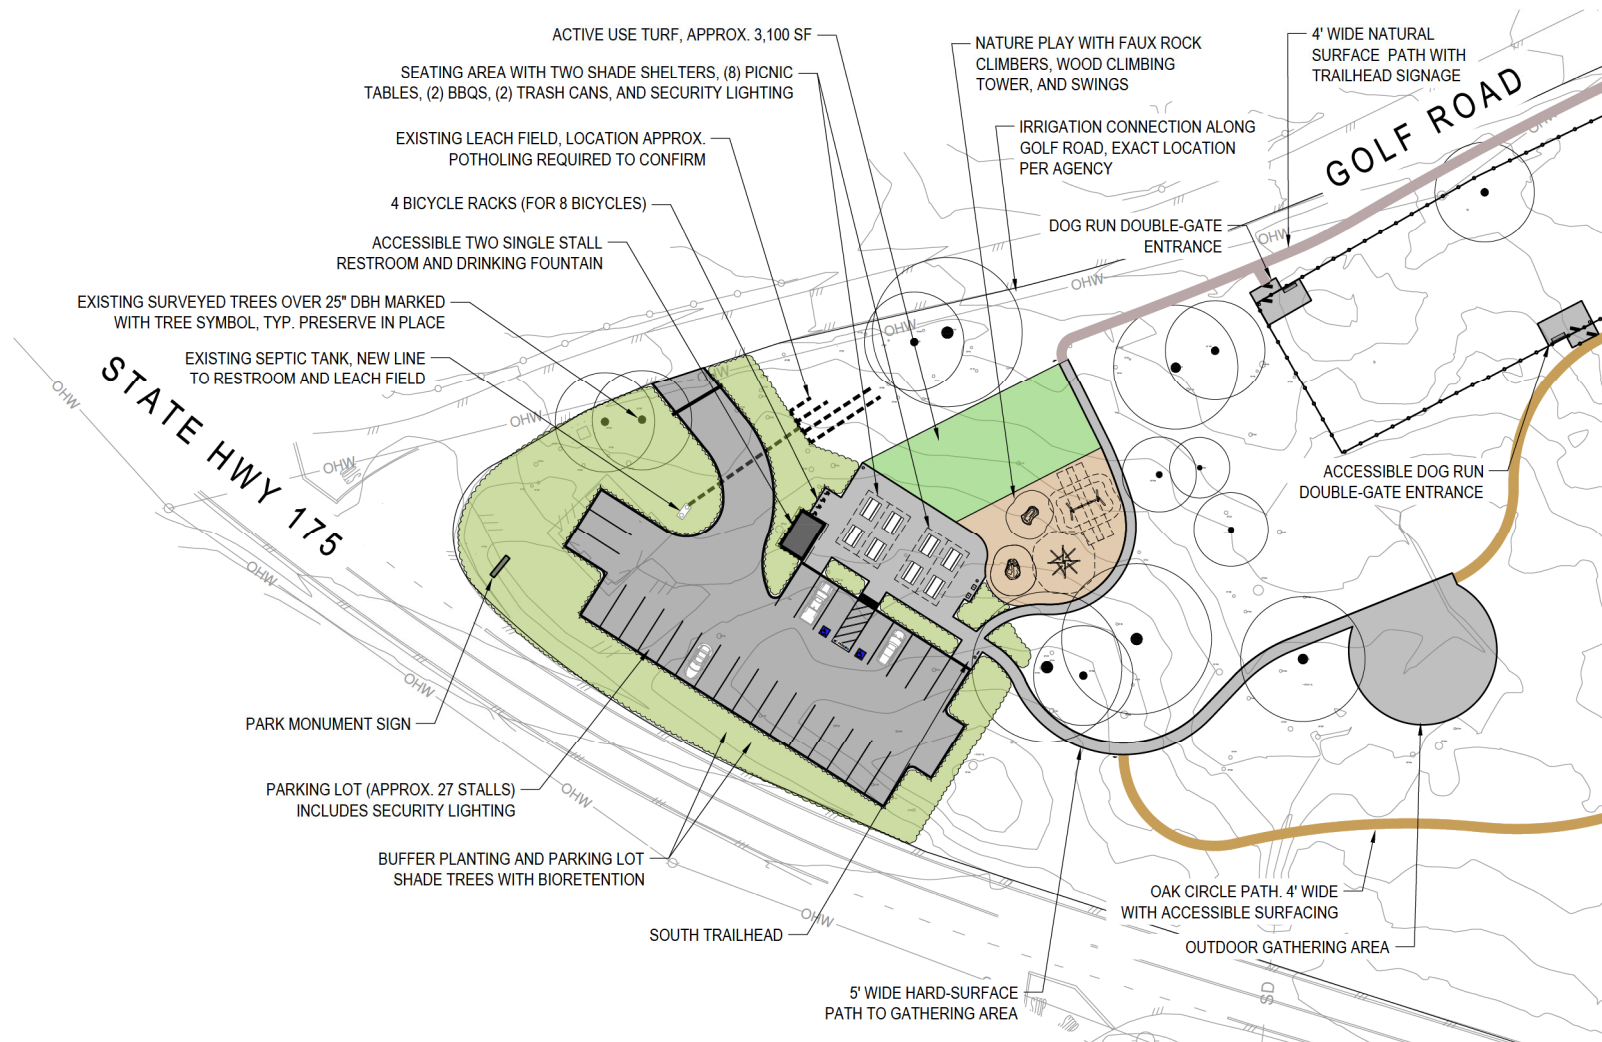 ACTIVE USE TURF, APPROX. 3,100 SF
SEATING AREA WITH TWO SHADE SHELTERS, (8) PICNIC
TABLES, (2) BBQS, (2) TRASH CANS, AND SECURITY LIGHTING
EXISTING LEACH FIELD, LOCATION APPROX.
POTHOLING REQUIRED TO CONFIRM
4 BICYCLE RACKS (FOR 8 BICYCLES)
ACCESSIBLE TWO SINGLE STALL
RESTROOM AND DRINKING FOUNTAIN
EXISTING SURVEYED TREES OVER 25" DBH MARKED
WITH TREE SYMBOL, TYP. PRESERVE IN PLACE
EXISTING SEPTIC TANK, NEW LINE
TO RESTROOM AND LEACH FIELD
NATURE PLAY WITH FAUX ROCK
CLIMBERS, WOOD CLIMBING
TOWER, AND SWINGS
IRRIGATION CONNECTION ALONG
GOLF ROAD, EXACT LOCATION
PER AGENCY
4' WIDE NATURAL
SURFACE PATH WITH
TRAILHEAD SIGNAGE
GOLF ROAD
DOG RUN DOUBLE-GATE
ENTRANCE
OHW
OHW
OHW
OHW
OHW
OHW
OHW
STATE HWY 175
OHW
OHW
OHW
OHW
OHW
STOP
ACCESSIBLE DOG RUN
DOUBLE-GATE ENTRANCE
PARK MONUMENT SIGN
PARKING LOT (APPROX. 27 STALLS)
INCLUDES SECURITY LIGHTING
BUFFER PLANTING AND PARKING LOT
SHADE TREES WITH BIORETENTION
SOUTH TRAILHEAD
5' WIDE HARD-SURFACE
PATH TO GATHERING AREA
OAK CIRCLE PATH. 4' WIDE
WITH ACCESSIBLE SURFACING
OUTDOOR GATHERING AREA
SD
STOP